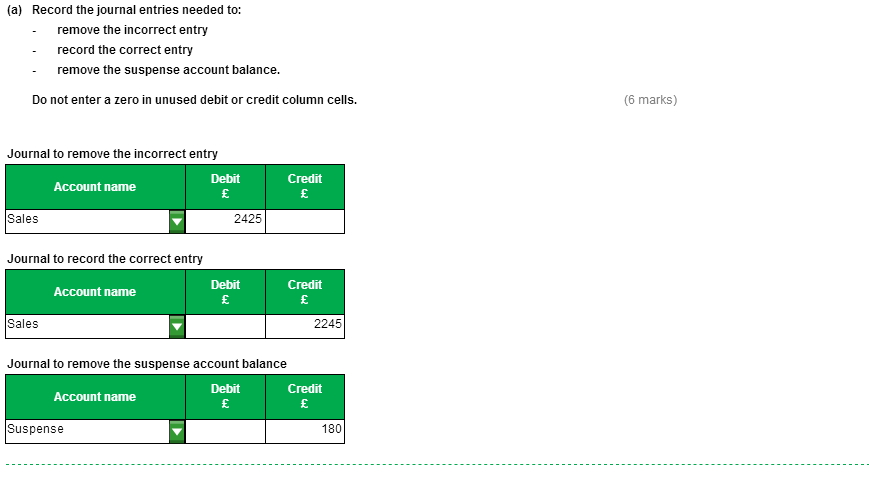 (a) Record the journal entries needed to:
- remove the incorrect entry
- record the correct entry
- remove the suspense account balance.
Do not enter a zero in unused debit or credit column cells. (6 marks)
Journal to remove the incorrect entry
Account name Debit £ Credit £
Sales 2425
Journal to record the correct entry
Account name Debit £ Credit £
Sales 2245
Journal to remove the suspense account balance
Account name Debit £ Credit £
Suspense 180